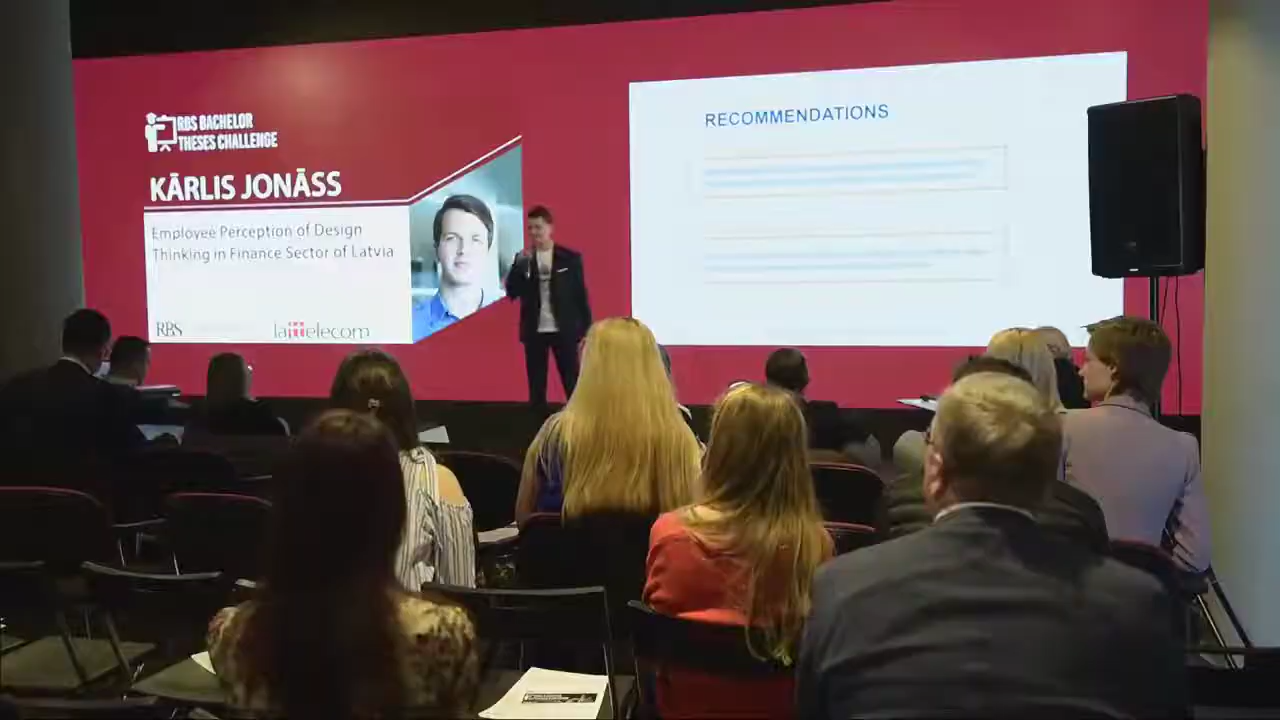 RBS BACHELOR
THESES CHALLENGE
KĀRLIS JONĀSS
Employee Perception of Design
Thinking in Finance Sector of Latvia
RBS
lattelecom
RECOMMENDATIONS